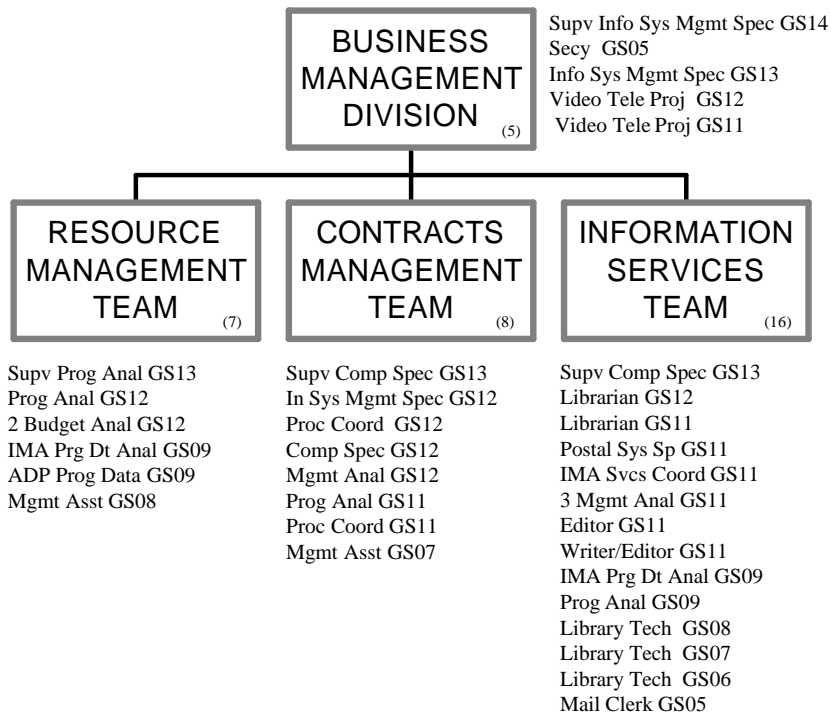 BUSINESS
MANAGEMENT
DIVISION
(5)
Supv Info Sys Mgmt Spec GS14
Secy GS05
Info Sys Mgmt Spec GS13
Video Tele Proj GS12
Video Tele Proj GS11
RESOURCE
MANAGEMENT
TEAM
(7)
Supv Prog Anal GS13
Prog Anal GS12
2 Budget Anal GS12
IMA Prg Dt Anal GS09
ADP Prog Data GS09
Mgmt Asst GS08
CONTRACTS
MANAGEMENT
TEAM
(8)
Supv Comp Spec GS13
In Sys Mgmt Spec GS12
Proc Coord GS12
Comp Spec GS12
Mgmt Anal GS12
Prog Anal GS11
Proc Coord GS11
Mgmt Asst GS07
INFORMATION
SERVICES
TEAM
(16)
Supv Comp Spec GS13
Librarian GS12
Librarian GS11
Postal Sys Sp GS11
IMA Svcs Coord GS11
3 Mgmt Anal GS11
Editor GS11
Writer/Editor GS11
IMA Prg Dt Anal GS09
Prog Anal GS09
Library Tech GS08
Library Tech GS07
Library Tech GS06
Mail Clerk GS05